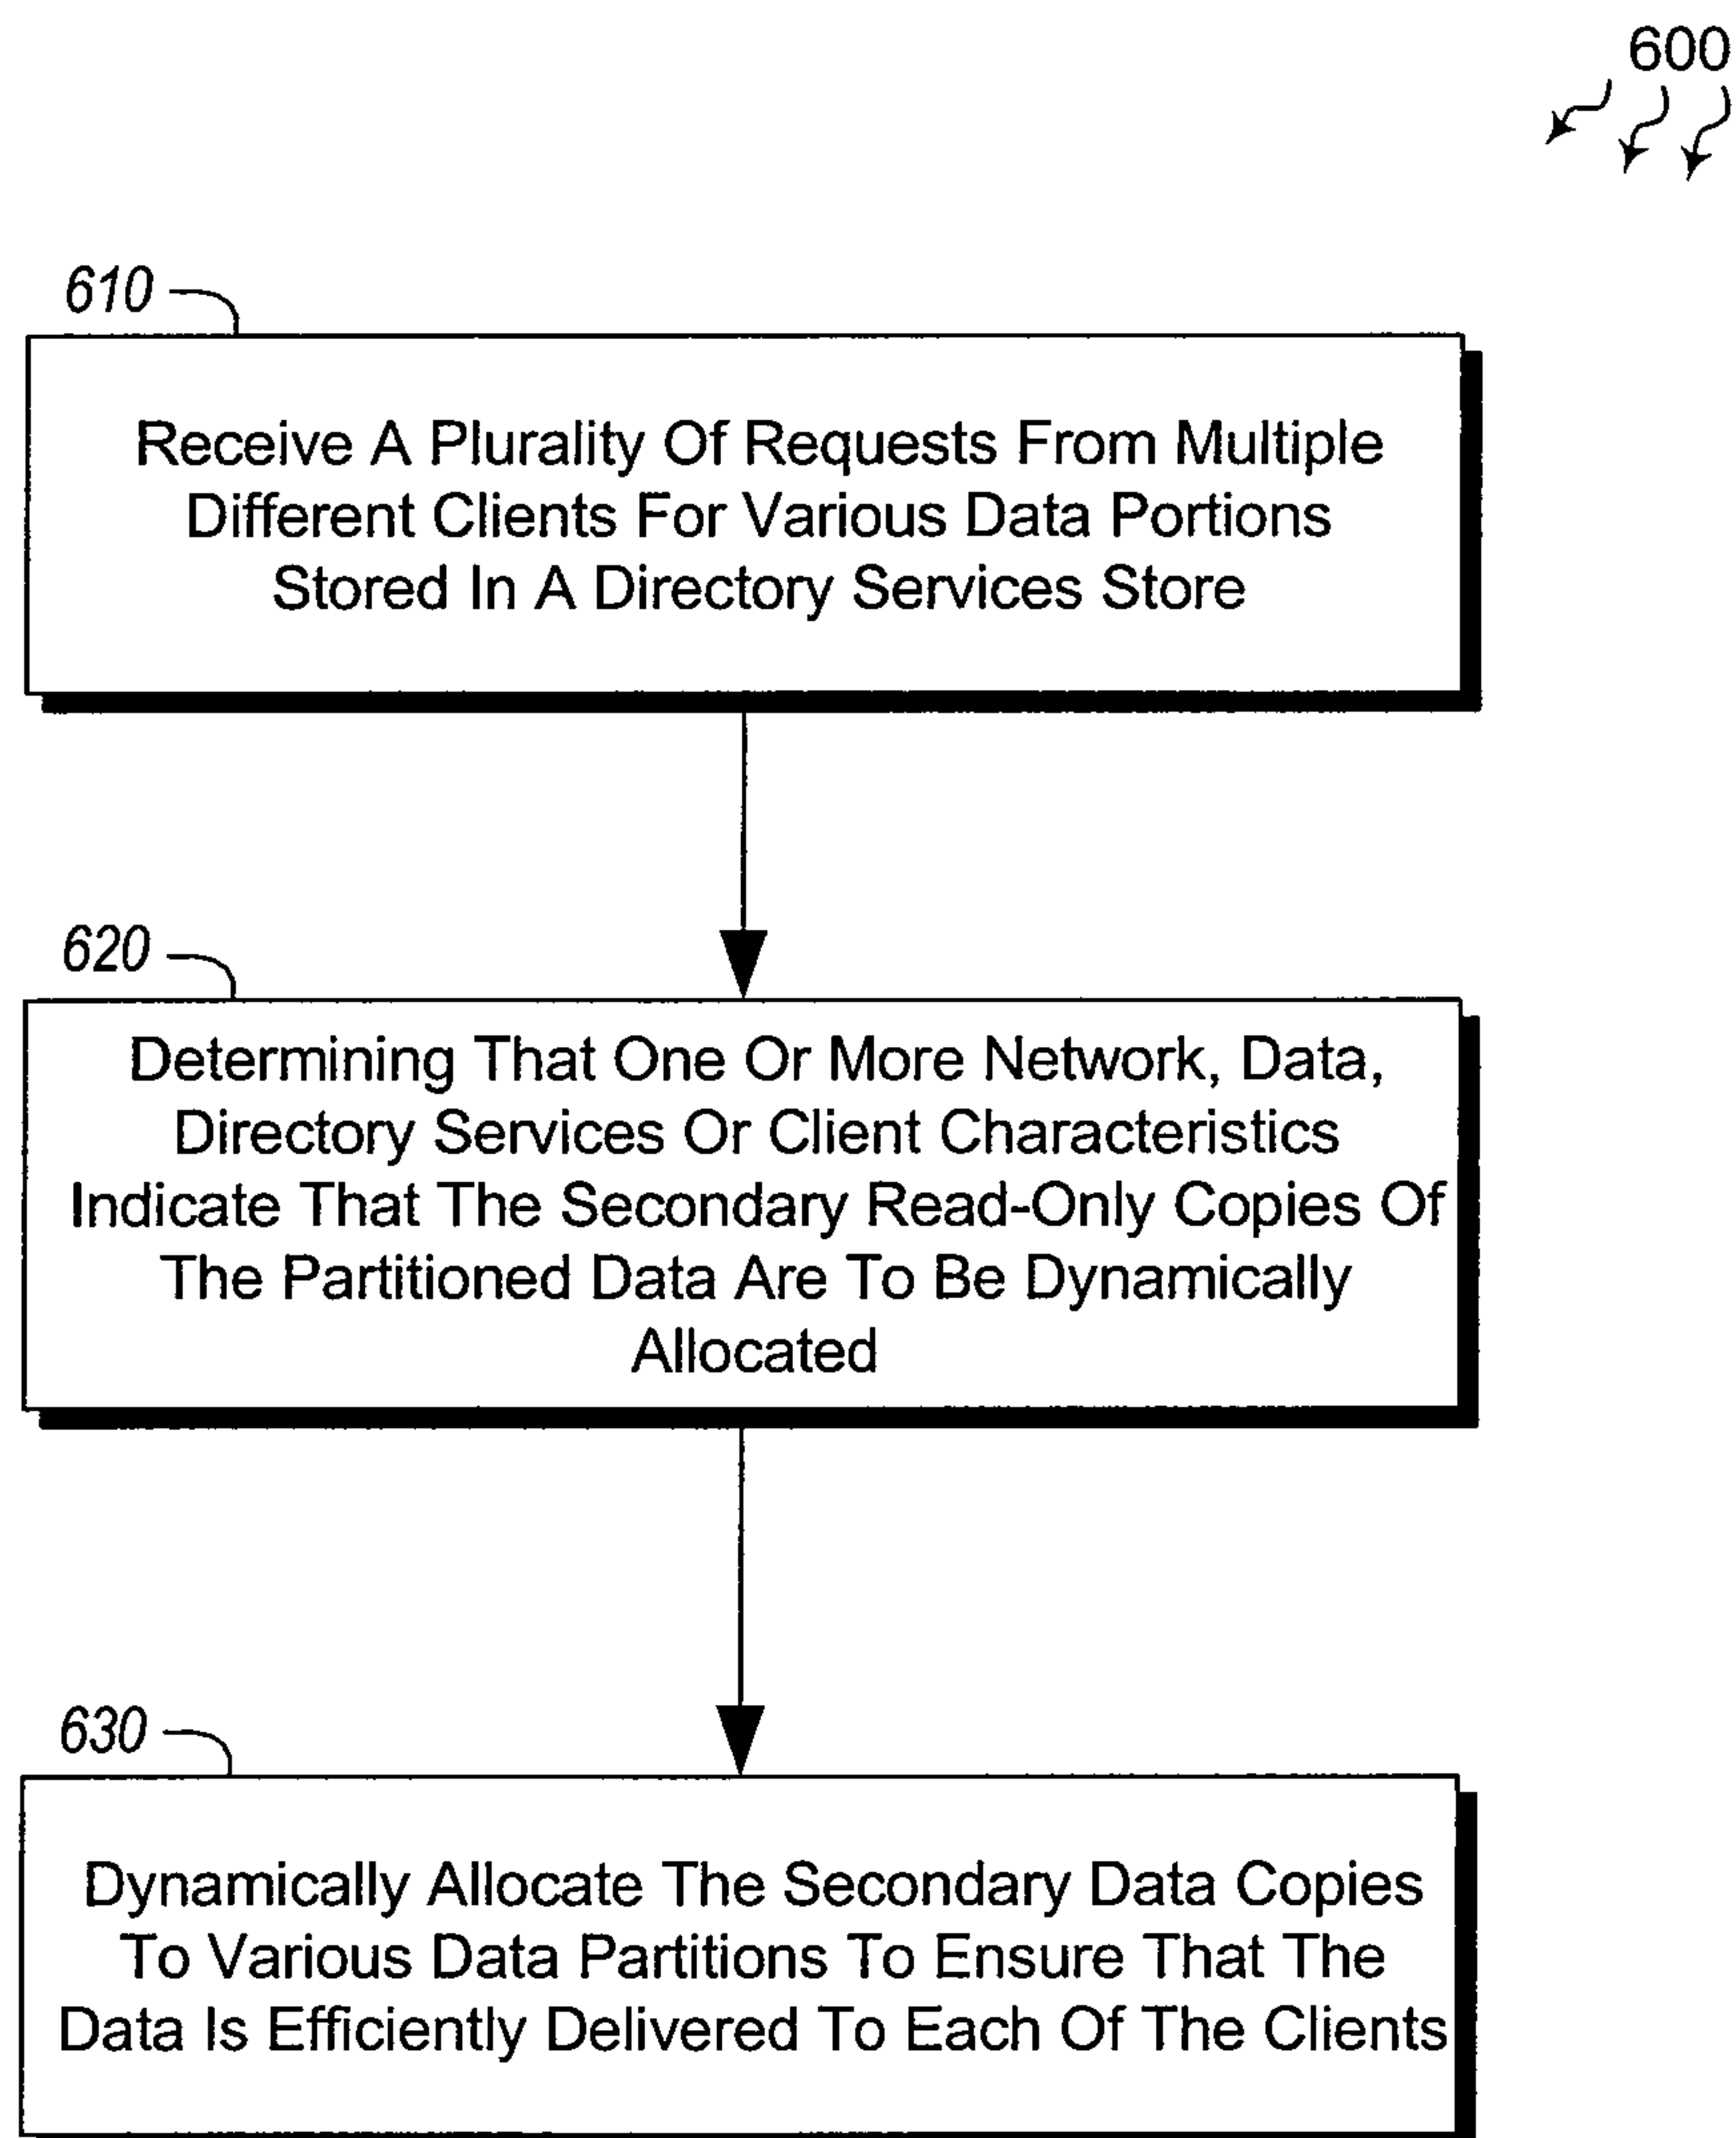 600
610
Receive A Plurality Of Requests From Multiple
Different Clients For Various Data Portions
Stored In A Directory Services Store
620
Determining That One Or More Network, Data,
Directory Services Or Client Characteristics
Indicate That The Secondary Read-Only Copies Of
The Partitioned Data Are To Be Dynamically
Allocated
630
Dynamically Allocate The Secondary Data Copies
To Various Data Partitions To Ensure That The
Data Is Efficiently Delivered To Each Of The Clients